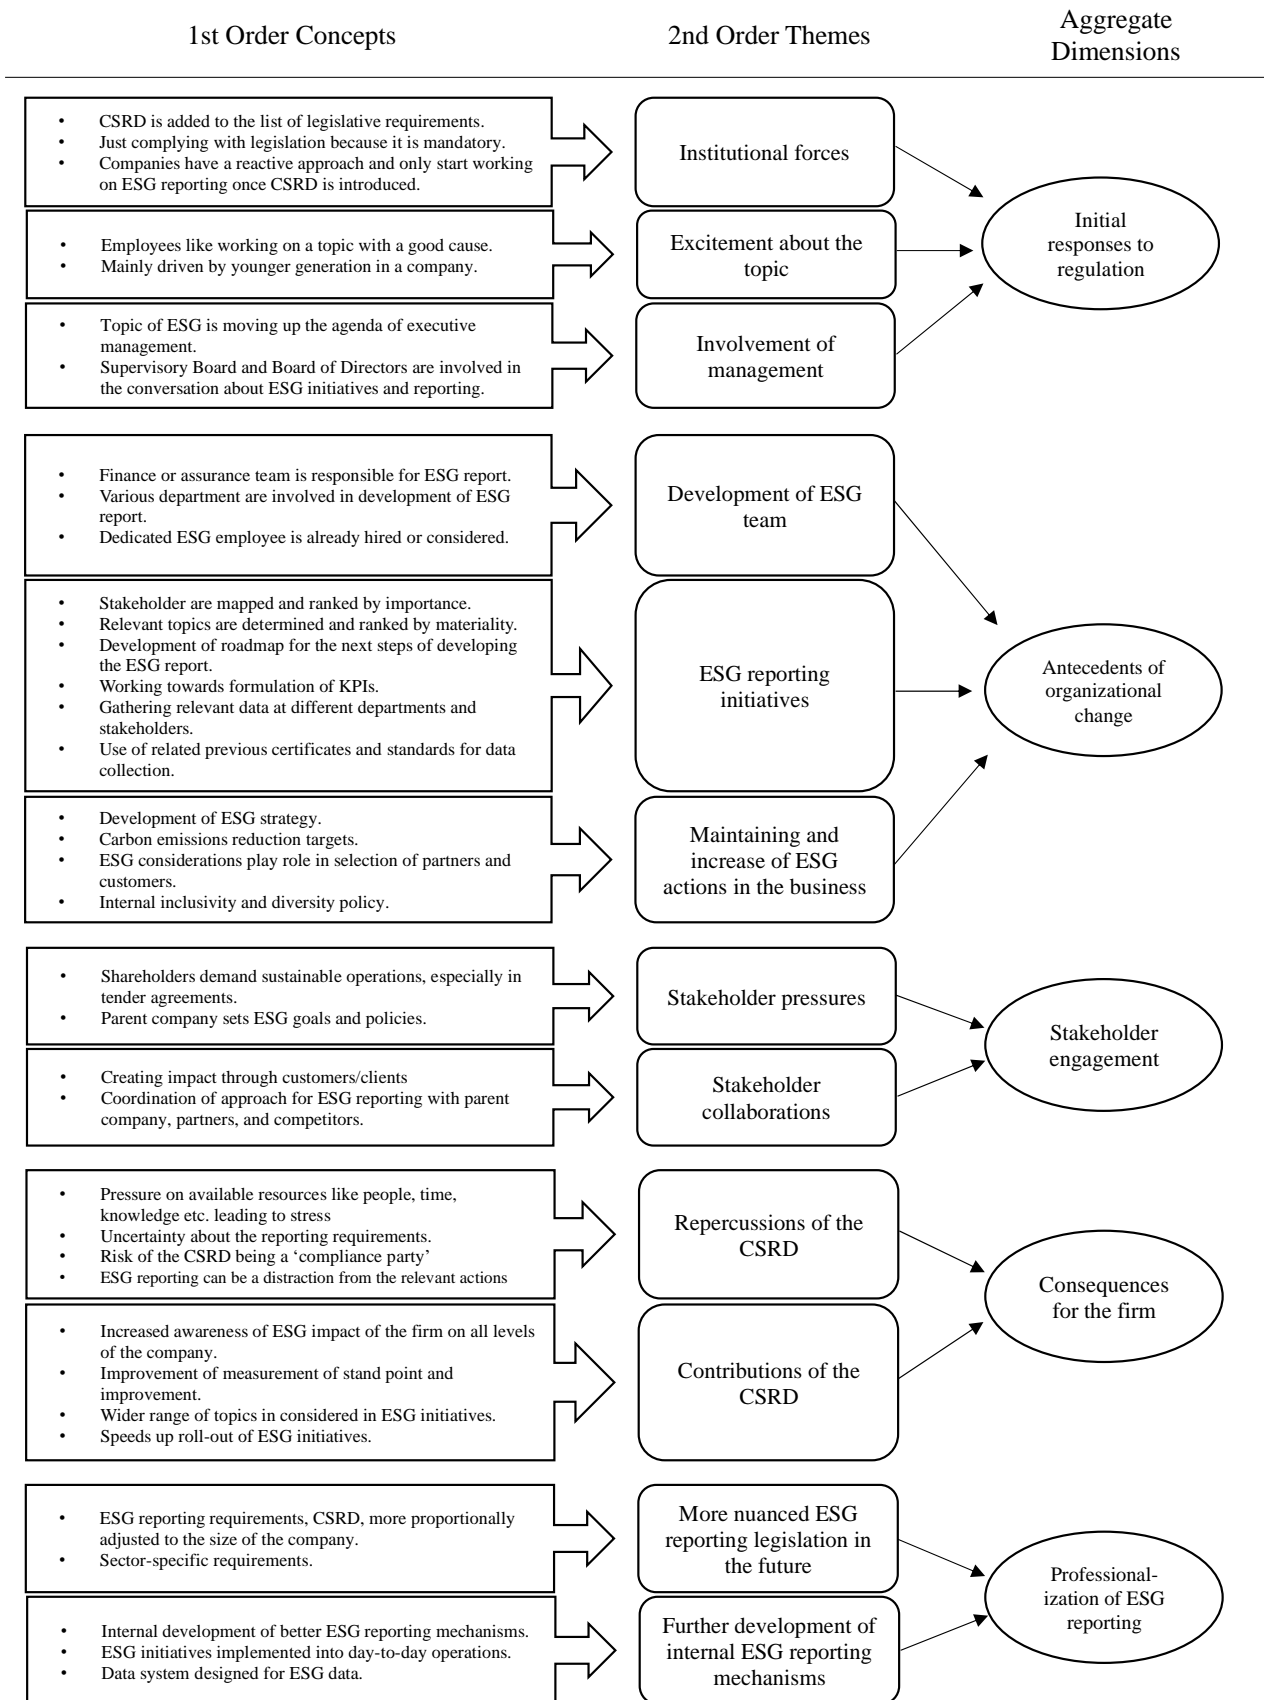 1st Order Concepts
2nd Order Themes
Aggregate
Dimensions
• CSRD is added to the list of legislative requirements.
• Just complying with legislation because it is mandatory.
• Companies have a reactive approach and only start working
on ESG reporting once CSRD is introduced.
Institutional forces
• Employees like working on a topic with a good cause.
• Mainly driven by younger generation in a company.
Excitement about the
topic
• Topic of ESG is moving up the agenda of executive
management.
• Supervisory Board and Board of Directors are involved in
the conversation about ESG initiatives and reporting.
Involvement of
management
Initial
responses to
regulation
• Finance or assurance team is responsible for ESG report.
• Various department are involved in development of ESG
report.
• Dedicated ESG employee is already hired or considered.
Development of ESG
team
• Stakeholder are mapped and ranked by importance.
• Relevant topics are determined and ranked by materiality.
• Development of roadmap for the next steps of developing
the ESG report.
• Working towards formulation of KPIs.
• Gathering relevant data at different departments and
stakeholders.
• Use of related previous certificates and standards for data
collection.
ESG reporting
initiatives
• Development of ESG strategy.
• Carbon emissions reduction targets.
• ESG considerations play role in selection of partners and
customers.
• Internal inclusivity and diversity policy.
Maintaining and
increase of ESG
actions in the business
Antecedents of
organizational
change
• Shareholders demand sustainable operations, especially in
tender agreements.
• Parent company sets ESG goals and policies.
Stakeholder pressures
• Creating impact through customers/clients
• Coordination of approach for ESG reporting with parent
company, partners, and competitors.
Stakeholder
collaborations
Stakeholder
engagement
• Pressure on available resources like people, time,
knowledge etc. leading to stress
• Uncertainty about the reporting requirements.
• Risk of the CSRD being a ‘compliance party’
• ESG reporting can be a distraction from the relevant actions
Repercussions of the
CSRD
• Increased awareness of ESG impact of the firm on all levels
of the company.
• Improvement of measurement of stand point and
improvement.
• Wider range of topics in considered in ESG initiatives.
• Speeds up roll-out of ESG initiatives.
Contributions of the
CSRD
Consequences
for the firm
• ESG reporting requirements, CSRD, more proportionally
adjusted to the size of the company.
• Sector-specific requirements.
More nuanced ESG
reporting legislation in
the future
• Internal development of better ESG reporting mechanisms.
• ESG initiatives implemented into day-to-day operations.
• Data system designed for ESG data.
Further development of
internal ESG reporting
mechanisms
Professional-
ization of ESG
reporting